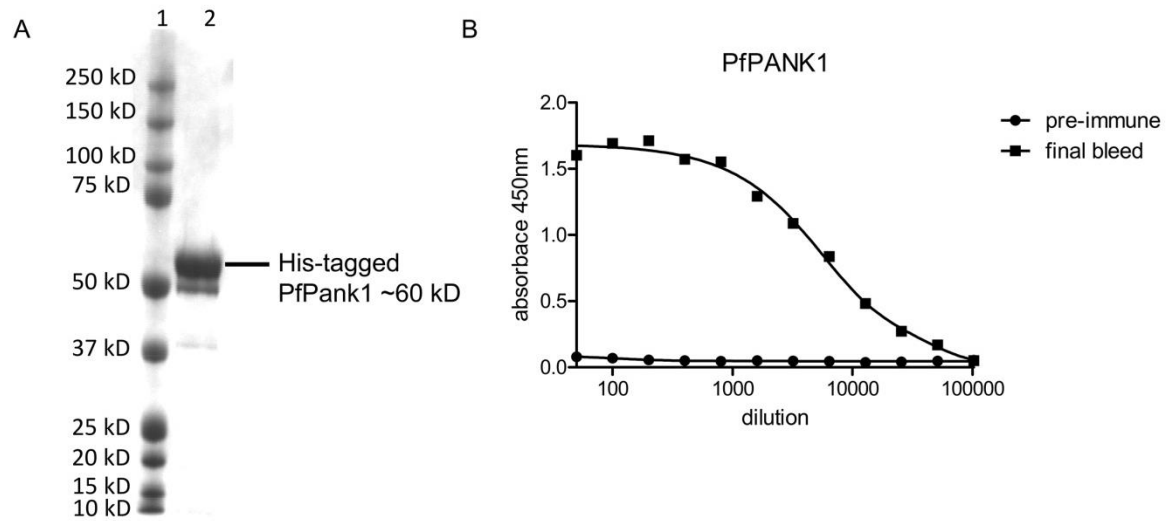 A
1 2
250 kD
150 kD
100 kD
75 kD
50 kD
37 kD
25 kD
20 kD
15 kD
10 kD
His-tagged
PfPank1 ~60 kD
B
PfPANK1
absorbace 450nm
2.0
1.5
1.0
0.5
0.0
100 1000 10000 100000
dilution
pre-immune
final bleed